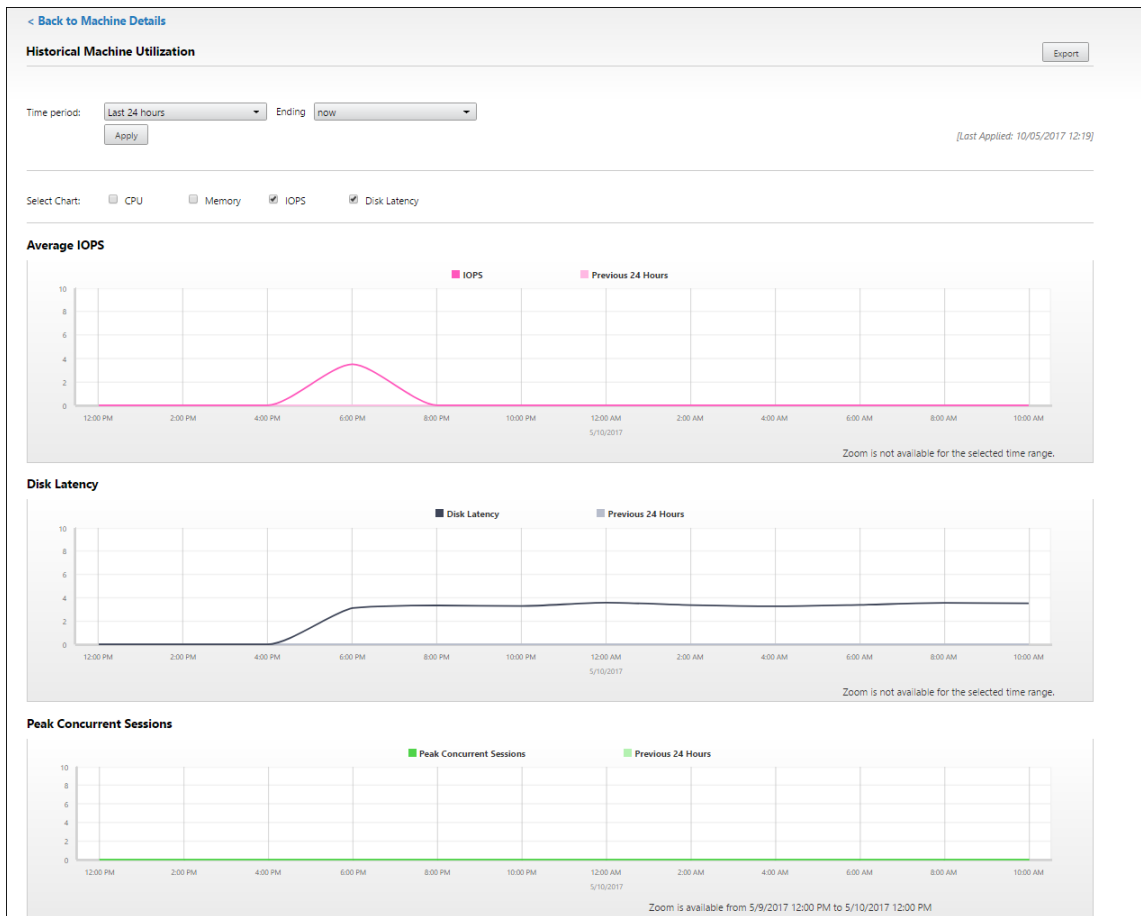 < Back to Machine Details
Historical Machine Utilization
Export
Time period: Last 24 hours Ending now
Apply
[Last Applied: 10/05/2017 12:19]
Select Chart: CPU Memory IOPS Disk Latency
Average IOPS
IOPS Previous 24 Hours
10
8
6
4
2
0
12:00 PM 2:00 PM 4:00 PM 6:00 PM 8:00 PM 10:00 PM 12:00 AM 2:00 AM 4:00 AM 6:00 AM 8:00 AM 10:00 AM
5/10/2017
Zoom is not available for the selected time range.
Disk Latency
Disk Latency Previous 24 Hours
10
8
6
4
2
0
12:00 PM 2:00 PM 4:00 PM 6:00 PM 8:00 PM 10:00 PM 12:00 AM 2:00 AM 4:00 AM 6:00 AM 8:00 AM 10:00 AM
5/10/2017
Zoom is not available for the selected time range.
Peak Concurrent Sessions
Peak Concurrent Sessions Previous 24 Hours
10
8
6
4
2
0
12:00 PM 2:00 PM 4:00 PM 6:00 PM 8:00 PM 10:00 PM 12:00 AM 2:00 AM 4:00 AM 6:00 AM 8:00 AM 10:00 AM
5/10/2017
Zoom is available from 5/9/2017 12:00 PM to 5/10/2017 12:00 PM